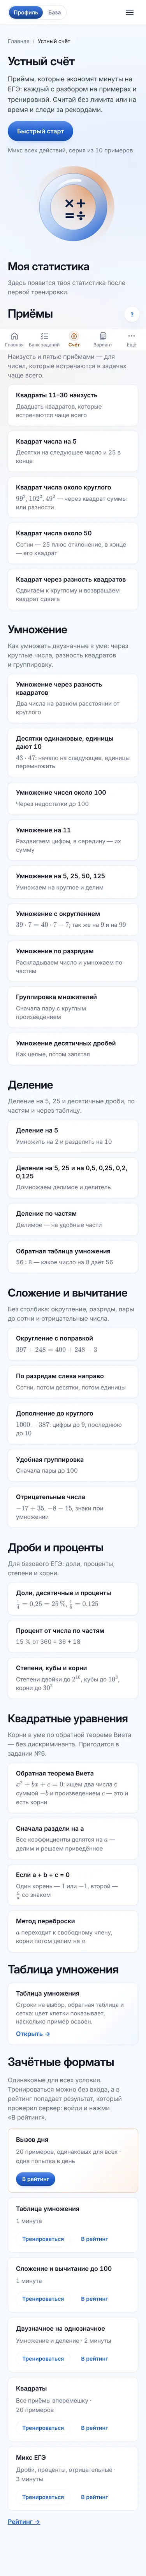 Профиль База
Главная / Устный счёт
Устный счёт
Приёмы, которые экономят минуты на
ЕГЭ: каждый с разбором на примерах и
тренировкой. Считай без лимита или на
время и следи за рекордами.
Быстрый старт
Микс всех действий, серия из 10 примеров
Моя статистика
Здесь появится твоя статистика после
первой тренировки.
Приёмы
?
Главная Банк заданий Счёт Вариант Ещё
Наизусть и пятью приёмами — для
чисел, которые встречаются в задачах
чаще всего.
Квадраты 11–30 наизусть
Двадцать квадратов, которые
встречаются чаще всего
Квадрат числа на 5
Десятки на следующее число и 25 в
конце
Квадрат числа около круглого
99², 102², 49² — через квадрат суммы
или разности
Квадрат числа около 50
Сотни — 25 плюс отклонение, в конце
— его квадрат
Квадрат через разность квадратов
Сдвигаем к круглому и возвращаем
квадрат сдвига
Умножение
Как умножать двузначные в уме: через
круглые числа, разность квадратов
и группировку.
Умножение через разность
квадратов
Два числа на равном расстоянии от
круглого
Десятки одинаковые, единицы
дают 10
43 · 47: начало на следующее, единицы
перемножить
Умножение чисел около 100
Через недостатки до 100
Умножение на 11
Раздвигаем цифры, в середину — их
сумму
Умножение на 5, 25, 50, 125
Умножаем на круглое и делим
Умножение с округлением
39 · 7 = 40 · 7 − 7; так же на 9 и на 99
Умножение по разрядам
Раскладываем число и умножаем по
частям
Группировка множителей
Сначала пару с круглым
произведением
Умножение десятичных дробей
Как целые, потом запятая
Деление
Деление на 5, 25 и десятичные дроби, по
частям и через таблицу.
Деление на 5
Умножить на 2 и разделить на 10
Деление на 5, 25 и на 0,5, 0,25, 0,2,
0,125
Домножаем делимое и делитель
Деление по частям
Делимое — на удобные части
Обратная таблица умножения
56 : 8 — какое число на 8 даёт 56
Сложение и вычитание
Без столбика: округление, разряды, пары
до сотни и отрицательные числа.
Округление с поправкой
397 + 248 = 400 + 248 − 3
По разрядам слева направо
Сотни, потом десятки, потом единицы
Дополнение до круглого
1000 − 387: цифры до 9, последнюю
до 10
Удобная группировка
Сначала пары до 100
Отрицательные числа
−17 + 35, −8 − 15, знаки при
умножении
Дроби и проценты
Для базового ЕГЭ: доли, проценты,
степени и корни.
Доли, десятичные и проценты
1/4 = 0,25 = 25 %, 1/8 = 0,125
Процент от числа по частям
15 % от 360 = 36 + 18
Степени, кубы и корни
Степени двойки до 2¹⁰, кубы до 10³,
корни до 30²
Квадратные уравнения
Корни в уме по обратной теореме Виета
— без дискриминанта. Пригодится в
задании №6.
Обратная теорема Виета
x² + bx + c = 0: ищем два числа с
суммой −b и произведением c — это и
есть корни
Сначала раздели на a
Все коэффициенты делятся на a —
делим и решаем приведённое
Если a + b + c = 0
Один корень — 1 или −1, второй —
c/a со знаком
Метод переброски
a переходит к свободному члену,
корни потом делим на a
Таблица умножения
Таблица умножения
Строки на выбор, обратная таблица и
сетка: цвет клетки показывает,
насколько пример освоен.
Открыть →
Зачётные форматы
Одинаковые для всех условия.
Тренироваться можно без входа, а в
рейтинг попадает результат, который
проверил сервер: войди и нажми
«В рейтинг».
Вызов дня
20 примеров, одинаковых для всех ·
одна попытка в день
В рейтинг
Таблица умножения
1 минута
Тренироваться В рейтинг
Сложение и вычитание до 100
1 минута
Тренироваться В рейтинг
Двузначное на однозначное
Умножение и деление · 2 минуты
Тренироваться В рейтинг
Квадраты
Все приёмы вперемешку ·
20 примеров
Тренироваться В рейтинг
Микс ЕГЭ
Дроби, проценты, отрицательные ·
3 минуты
Тренироваться В рейтинг
Рейтинг →